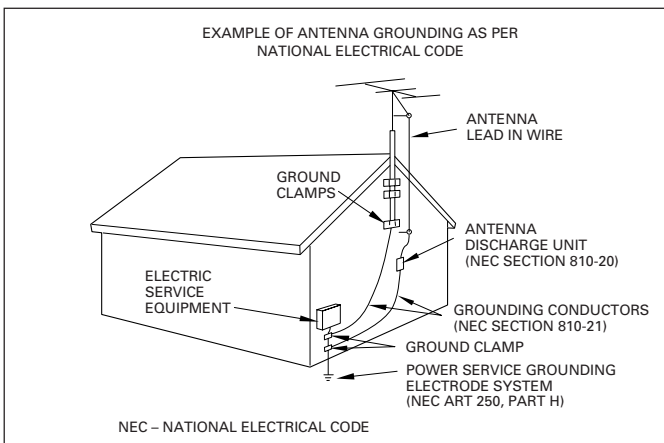 EXAMPLE OF ANTENNA GROUNDING AS PER
NATIONAL ELECTRICAL CODE
ANTENNA
LEAD IN WIRE
GROUND
CLAMPS
ANTENNA
DISCHARGE UNIT
(NEC SECTION 810-20)
ELECTRIC
SERVICE
EQUIPMENT
GROUNDING CONDUCTORS
(NEC SECTION 810-21)
GROUND CLAMP
POWER SERVICE GROUNDING
ELECTRODE SYSTEM
(NEC ART 250, PART H)
NEC – NATIONAL ELECTRICAL CODE